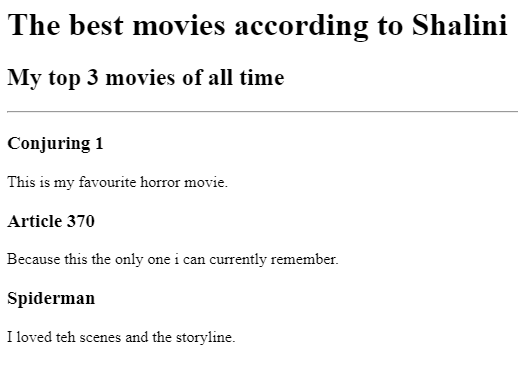 The best movies according to Shalini
My top 3 movies of all time
Conjuring 1
This is my favourite horror movie.
Article 370
Because this the only one i can currently remember.
Spiderman
I loved teh scenes and the storyline.